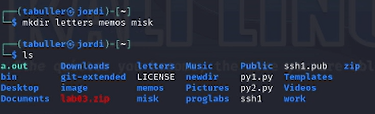 ┌──(tabuller㉿jordi)-[~]
└─$ mkdir letters memos misk
┌──(tabuller㉿jordi)-[~]
└─$ ls
a.out Downloads letters Music Public ssh1.pub zip
bin git-extended LICENSE newdir py1.py Templates
Desktop image memos Pictures py2.py Videos
Documents lab03.zip misk proglabs ssh1 work